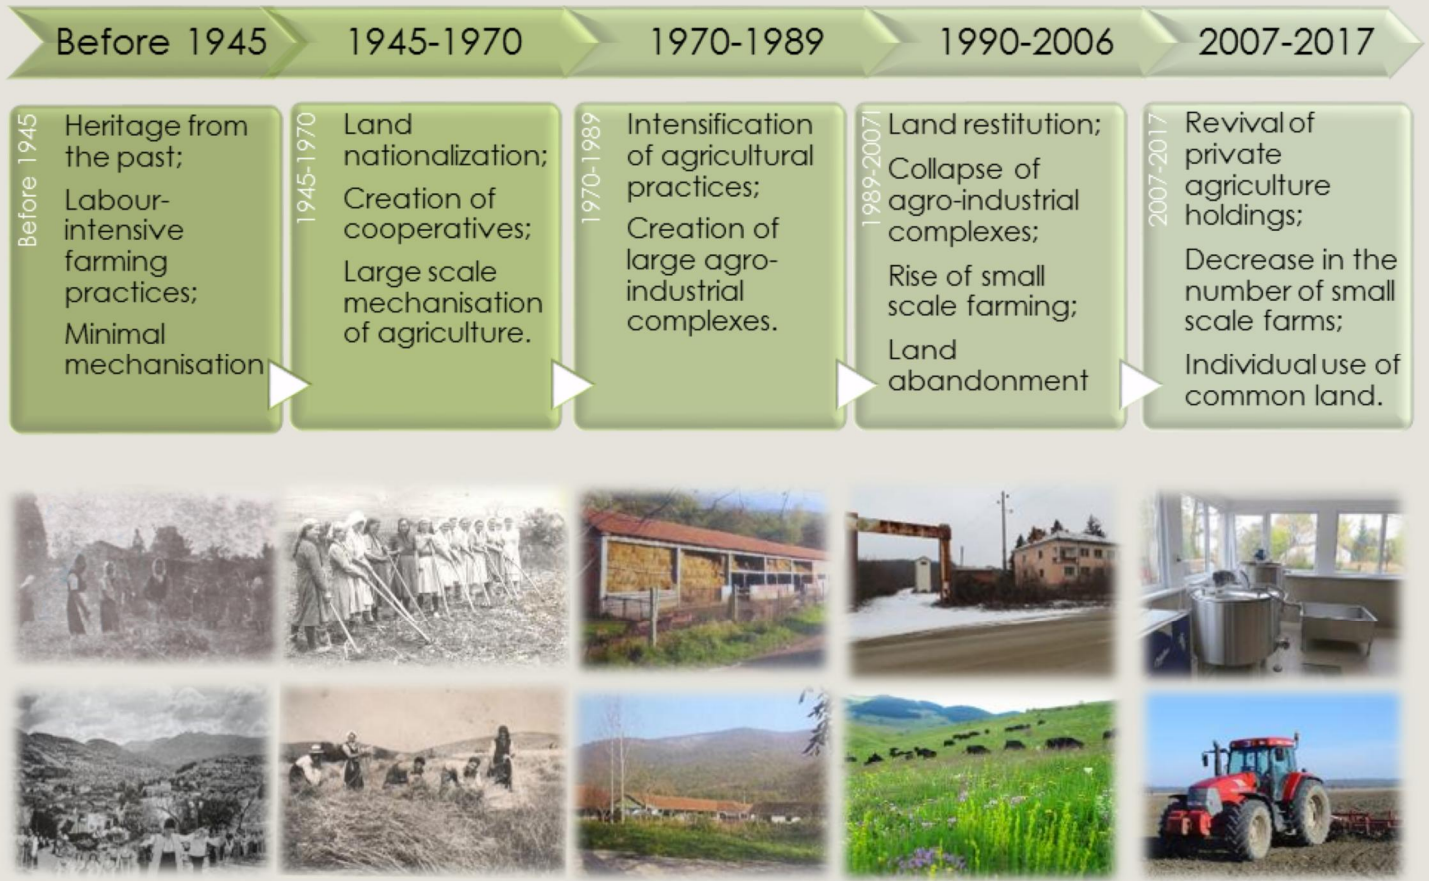 Before 1945
1945-1970
1970-1989
1990-2006
2007-2017
Before 1945
Heritage from
the past;
Labour-
intensive
farming
practices;
Minimal
mechanisation
1945-1970
Land
nationalization;
Creation of
cooperatives;
Large scale
mechanisation
of agriculture.
1970-1989
Intensification
of agricultural
practices;
Creation of
large agro-
industrial
complexes.
1989-2007
Land restitution;
Collapse of
agro-industrial
complexes;
Rise of small
scale farming;
Land
abandonment
2007-2017
Revival of
private
agriculture
holdings;
Decrease in the
number of small
scale farms;
Individual use of
common land.